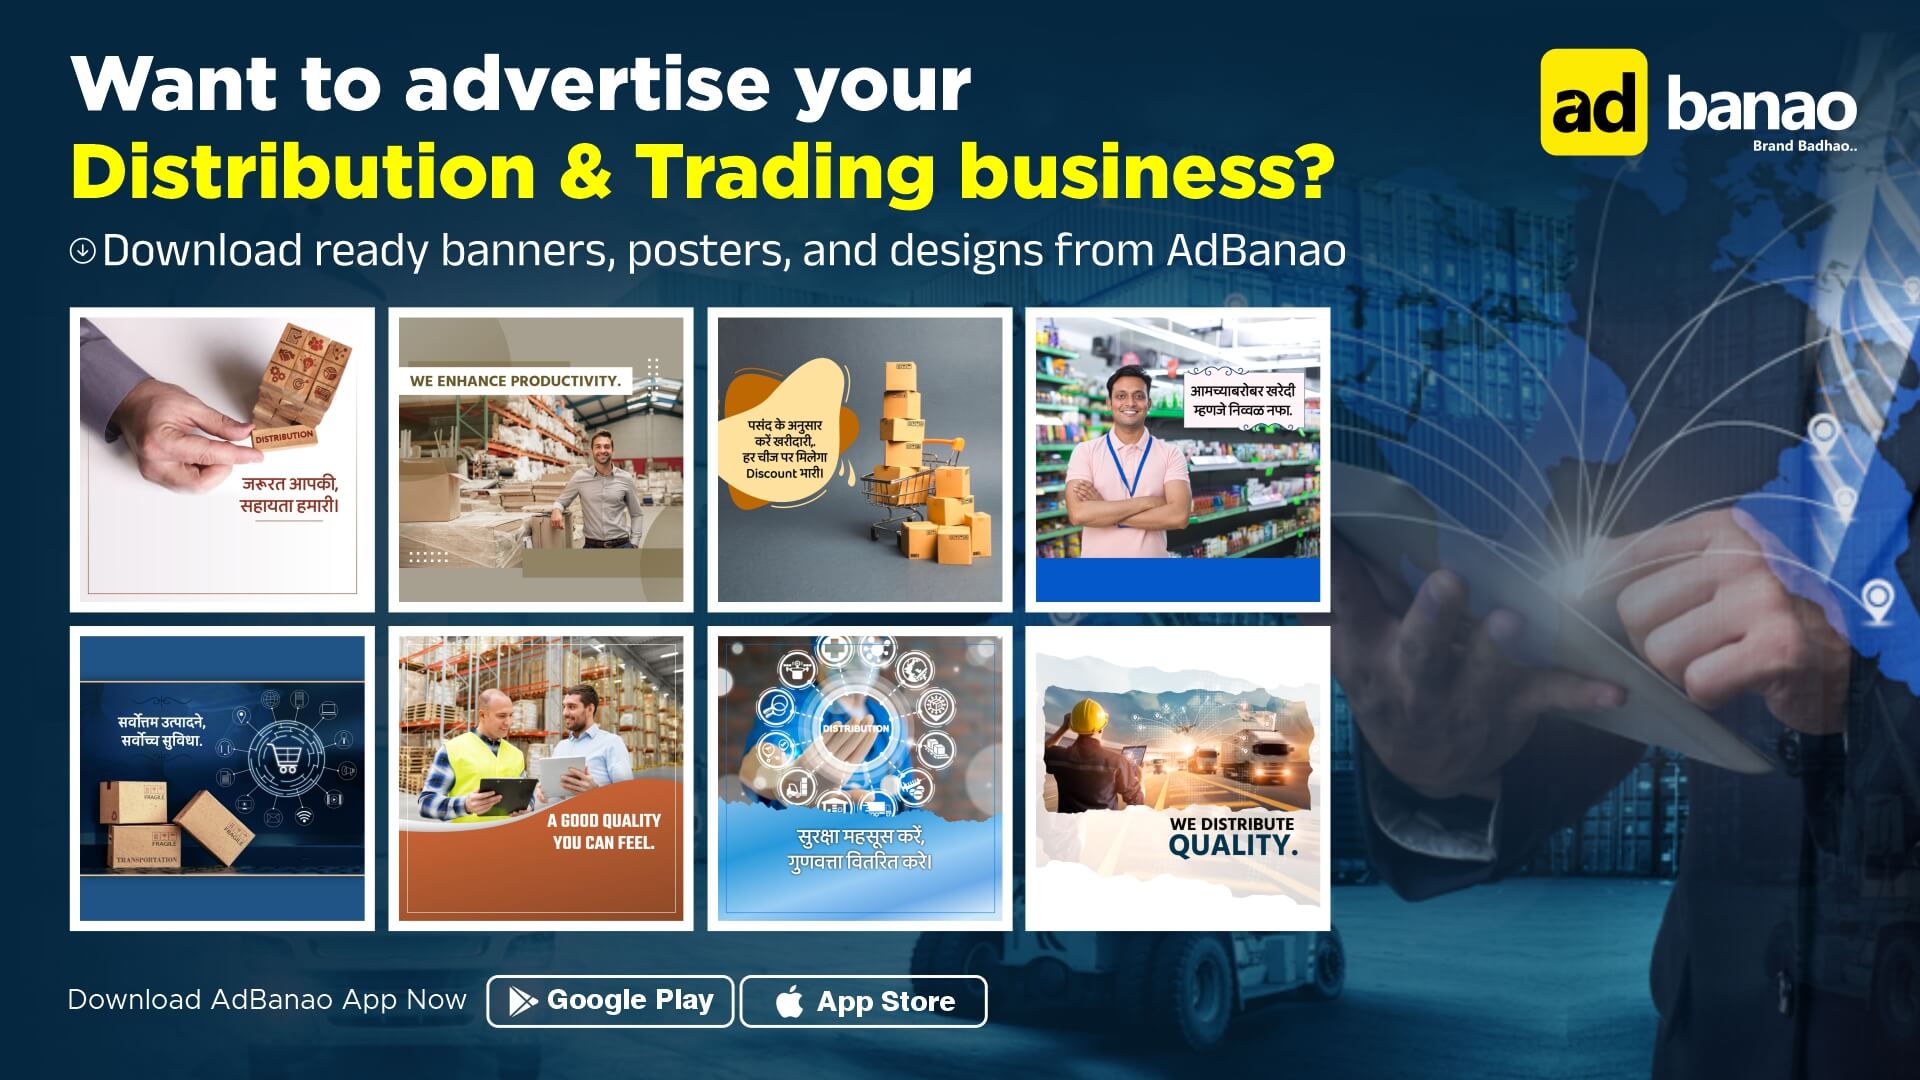 Want to advertise your
Distribution & Trading business?
Download ready banners, posters, and designs from AdBanao
ad banao
Brand Badhao..
DISTRIBUTION
जरूरत आपकी,
सहायता हमारी।
WE ENHANCE PRODUCTIVITY.
पसंद के अनुसार
करें खरीदारी,.
हर चीज पर मिलेगा
Discount भारी।
आमच्याबरोबर खरेदी
म्हणजे निव्वळ नफा.
सर्वोत्तम उत्पादने,
सर्वोच्च सुविधा.
FRAGILE
FRAGILE
FRAGILE
TRANSPORTATION
A GOOD QUALITY
YOU CAN FEEL.
DISTRIBUTION
सुरक्षा महसूस करें,
गुणवत्ता वितरित करे।
WE DISTRIBUTE
QUALITY.
Download AdBanao App Now
Google Play
App Store